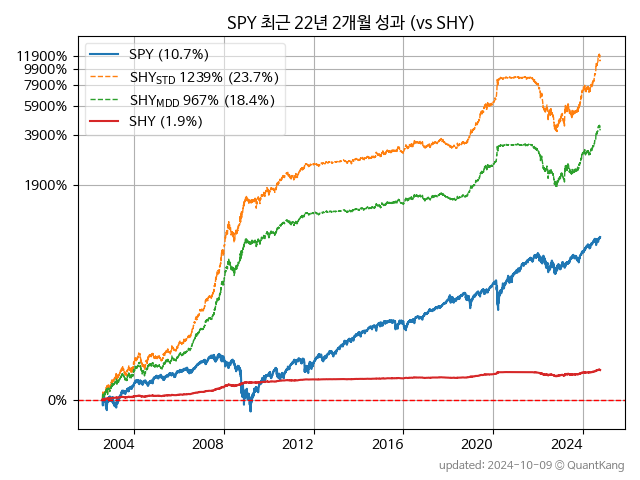 SPY 최근 22년 2개월 성과 (vs SHY)
11900%
9900%
7900%
5900%
3900%
1900%
0%
SPY (10.7%)
SHY_STD 1239% (23.7%)
SHY_MDD 967% (18.4%)
SHY (1.9%)
2004 2008 2012 2016 2020 2024
updated: 2024-10-09 © QuantKang